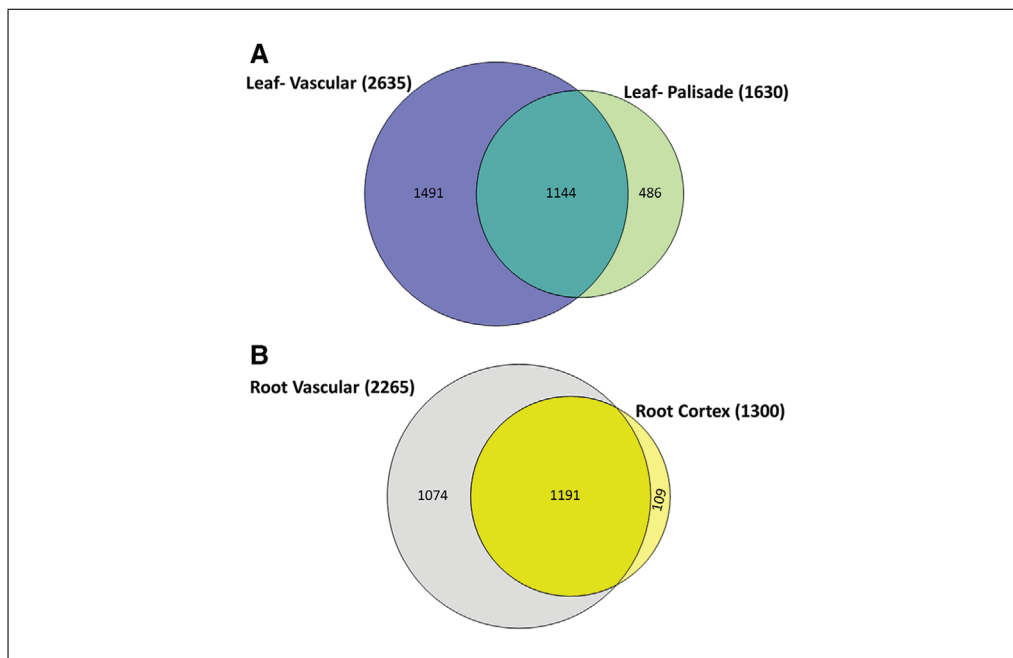 A
Leaf- Vascular (2635)
Leaf- Palisade (1630)
1491
1144
486
B
Root Vascular (2265)
Root Cortex (1300)
1074
1191
109